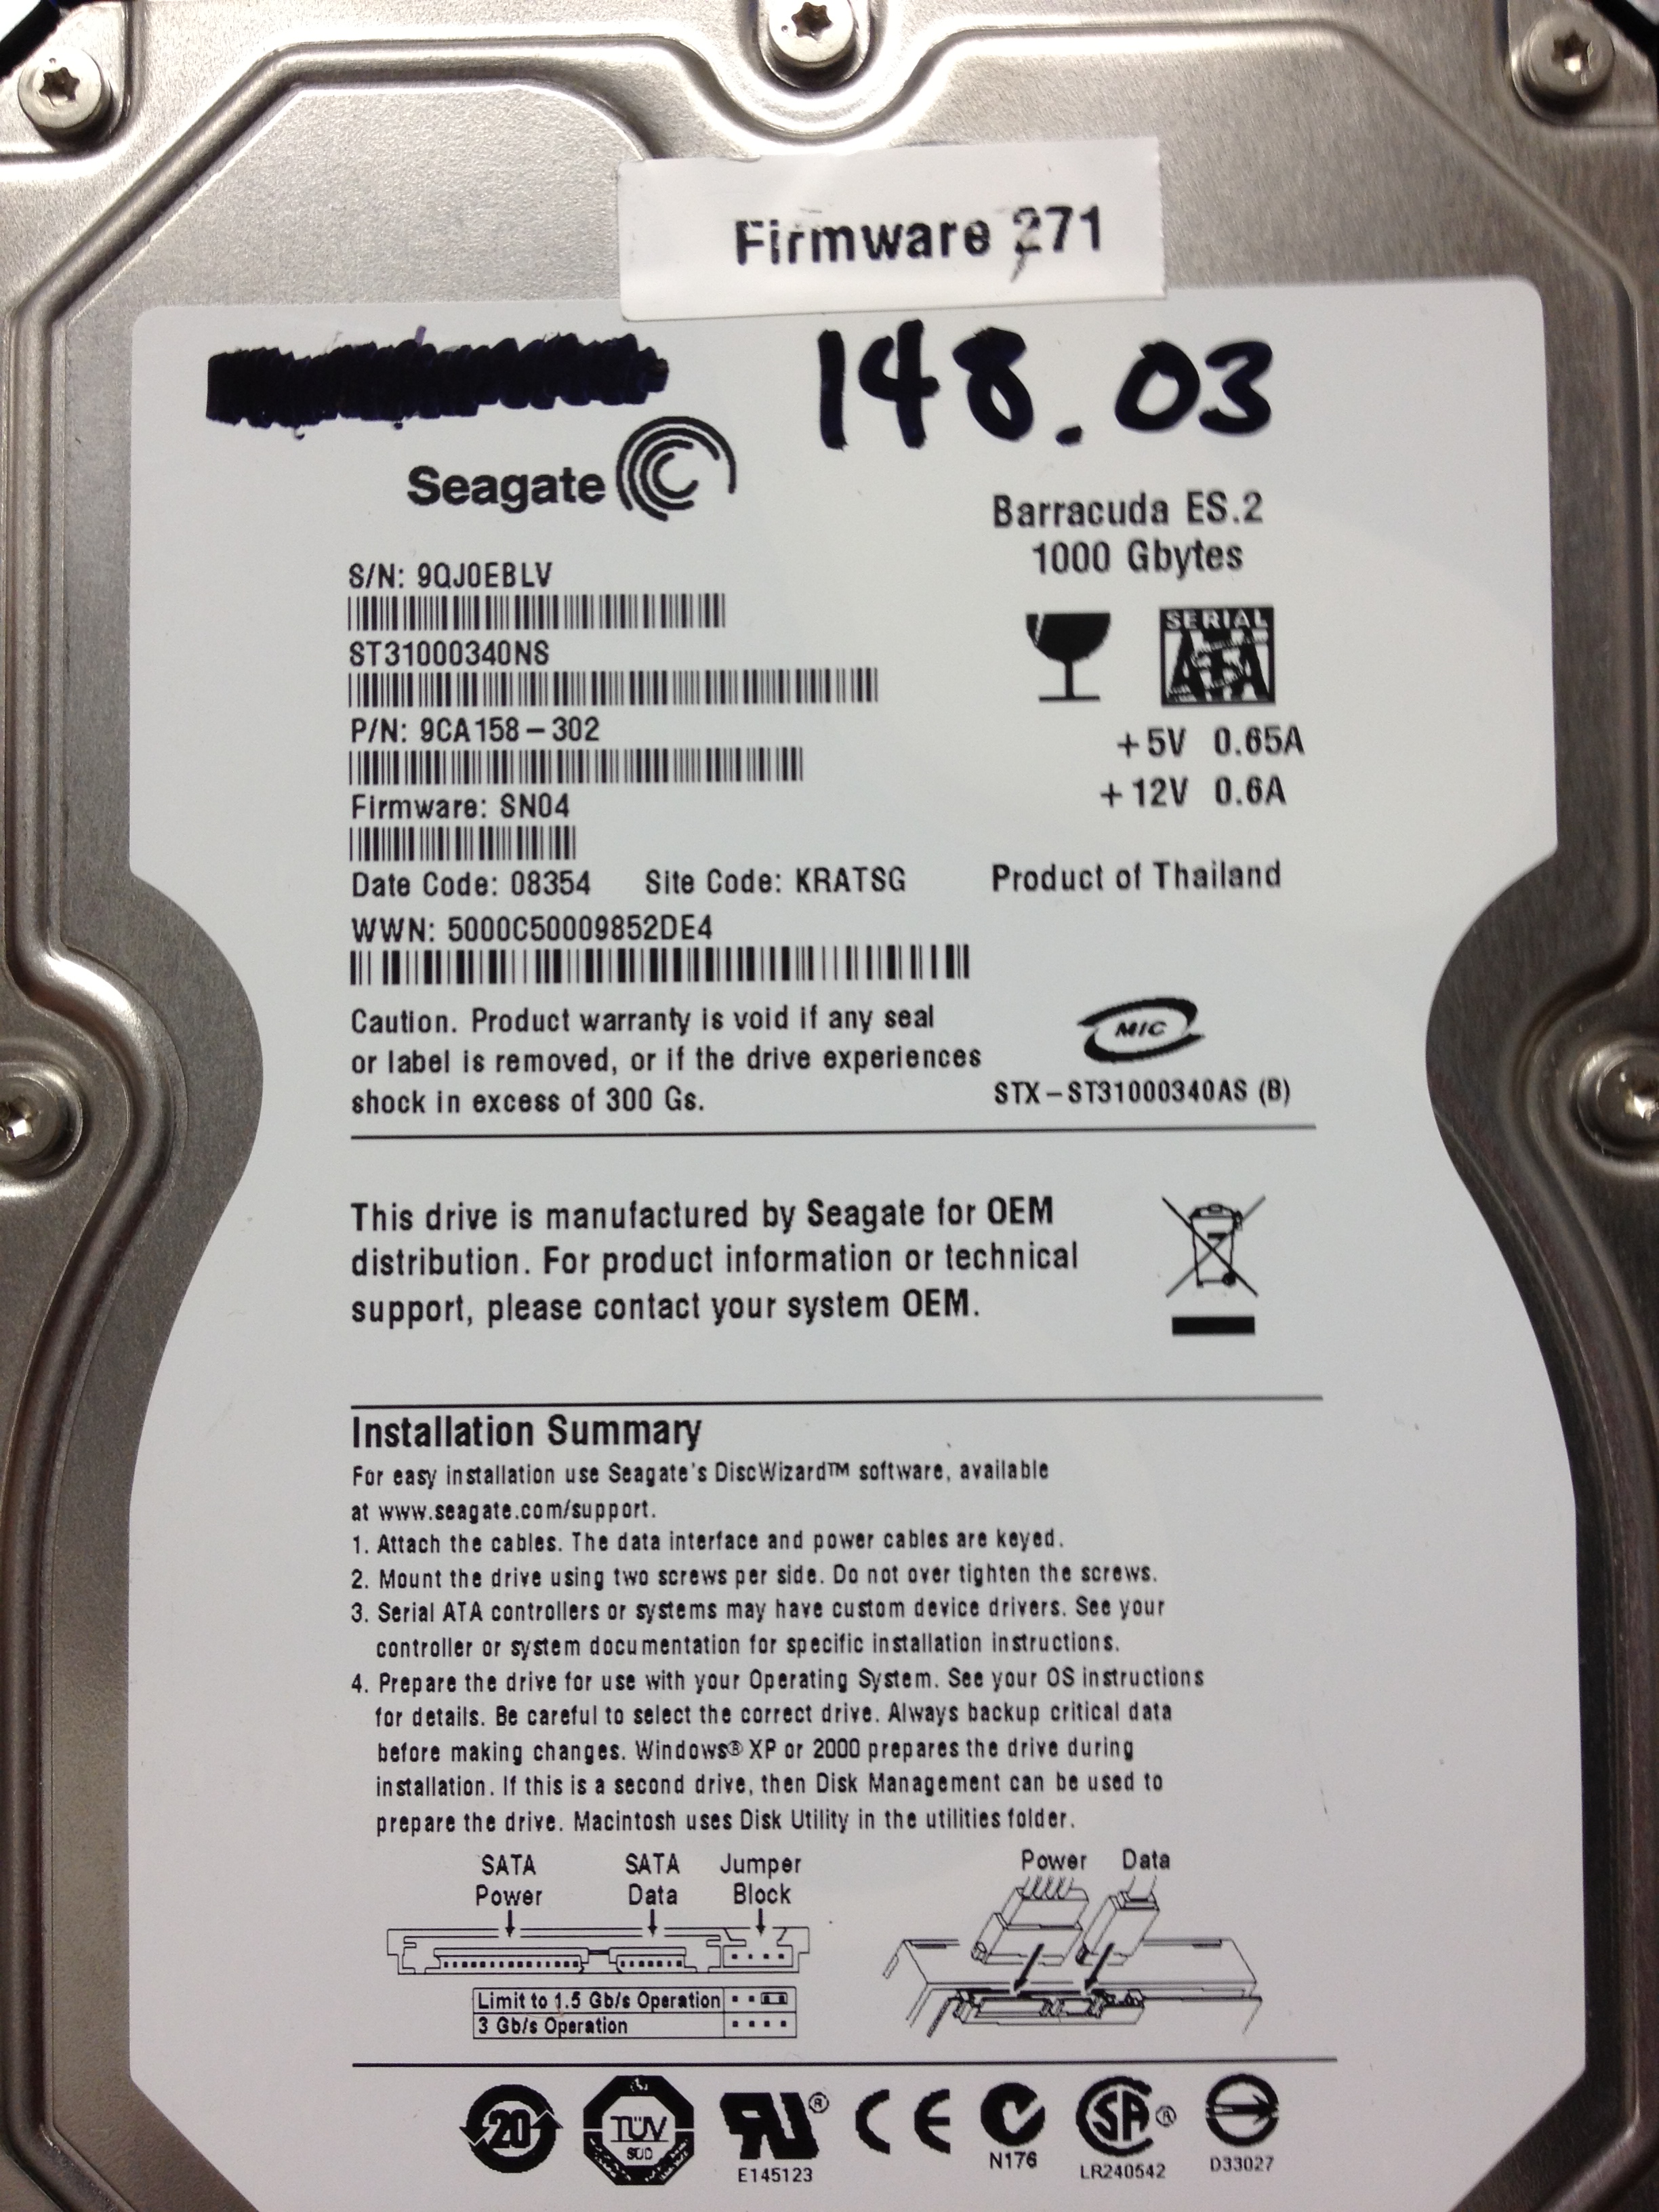 Firmware 271
148.03
Seagate
Barracuda ES.2
1000 Gbytes
S/N: 9QJ0EBLV
ST31000340NS
SERIAL
ATA
P/N: 9CA158-302
+5V 0.65A
+12V 0.6A
Firmware: SN04
Date Code: 08354 Site Code: KRATSG Product of Thailand
WWN: 5000C50009852DE4
Caution. Product warranty is void if any seal
or label is removed, or if the drive experiences
shock in excess of 300 Gs.
MIC
STX-ST31000340AS (B)
This drive is manufactured by Seagate for OEM
distribution. For product information or technical
support, please contact your system OEM.
Installation Summary
For easy installation use Seagate's DiscWizard™ software, available
at www.seagate.com/support.
1. Attach the cables. The data interface and power cables are keyed.
2. Mount the drive using two screws per side. Do not over tighten the screws.
3. Serial ATA controllers or systems may have custom device drivers. See your
controller or system documentation for specific installation instructions.
4. Prepare the drive for use with your Operating System. See your OS instructions
for details. Be careful to select the correct drive. Always backup critical data
before making changes. Windows® XP or 2000 prepares the drive during
installation. If this is a second drive, then Disk Management can be used to
prepare the drive. Macintosh uses Disk Utility in the utilities folder.
SATA Power
SATA Data
Jumper Block
Power Data
Limit to 1.5 Gb/s Operation
3 Gb/s Operation
20
TÜV
SÜD
E145123
CE
N176
SA ®
LR240542
D33027